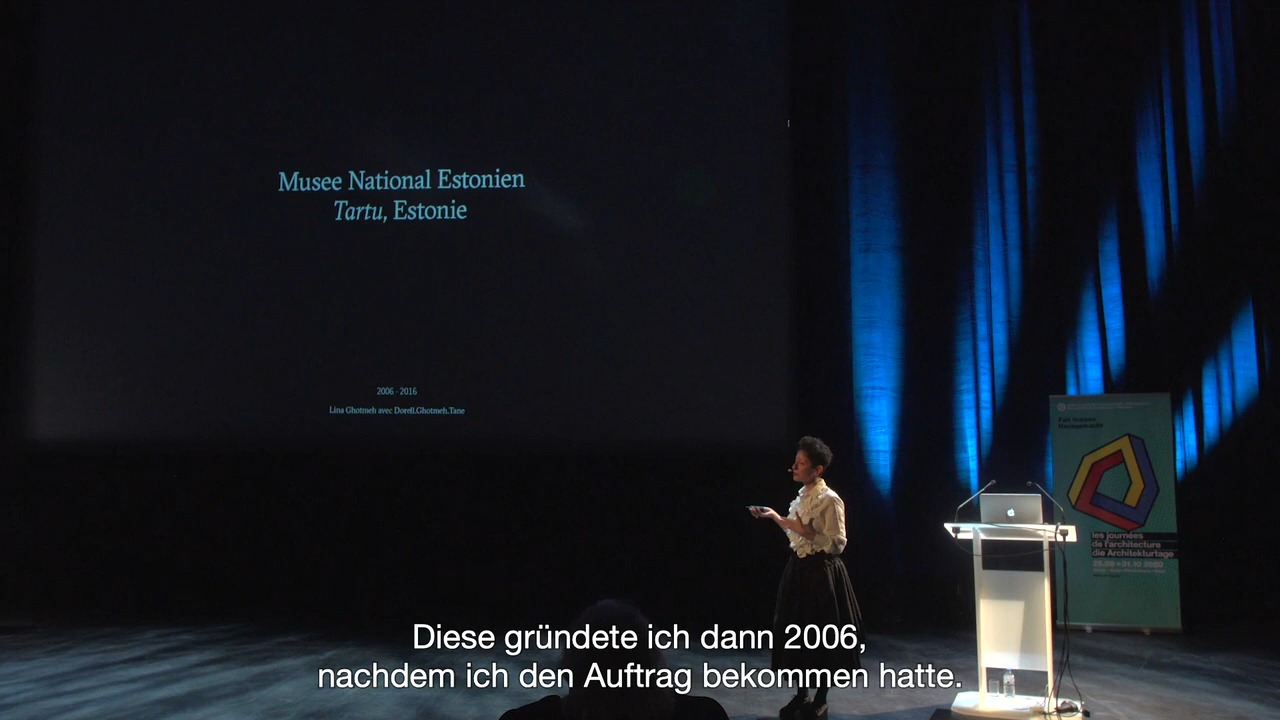 Musee National Estonien
Tartu, Estonie
2006 - 2016
Lina Ghotmeh avec Dorell.Ghotmeh.Tane
les journées
de l'architecture
die Architekturtage
Diese gründete ich dann 2006,
nachdem ich den Auftrag bekommen hatte.